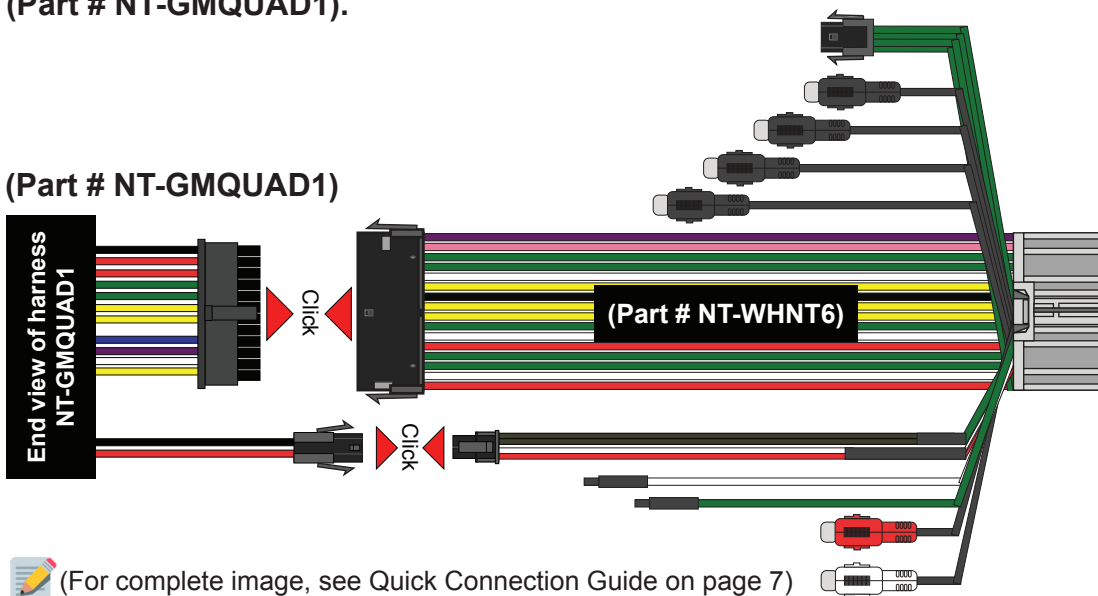 (Part # NT-GMQUAD1).
(Part # NT-GMQUAD1)
End view of harness
NT-GMQUAD1
Click
(Part # NT-WHNT6)
Click
(For complete image, see Quick Connection Guide on page 7)